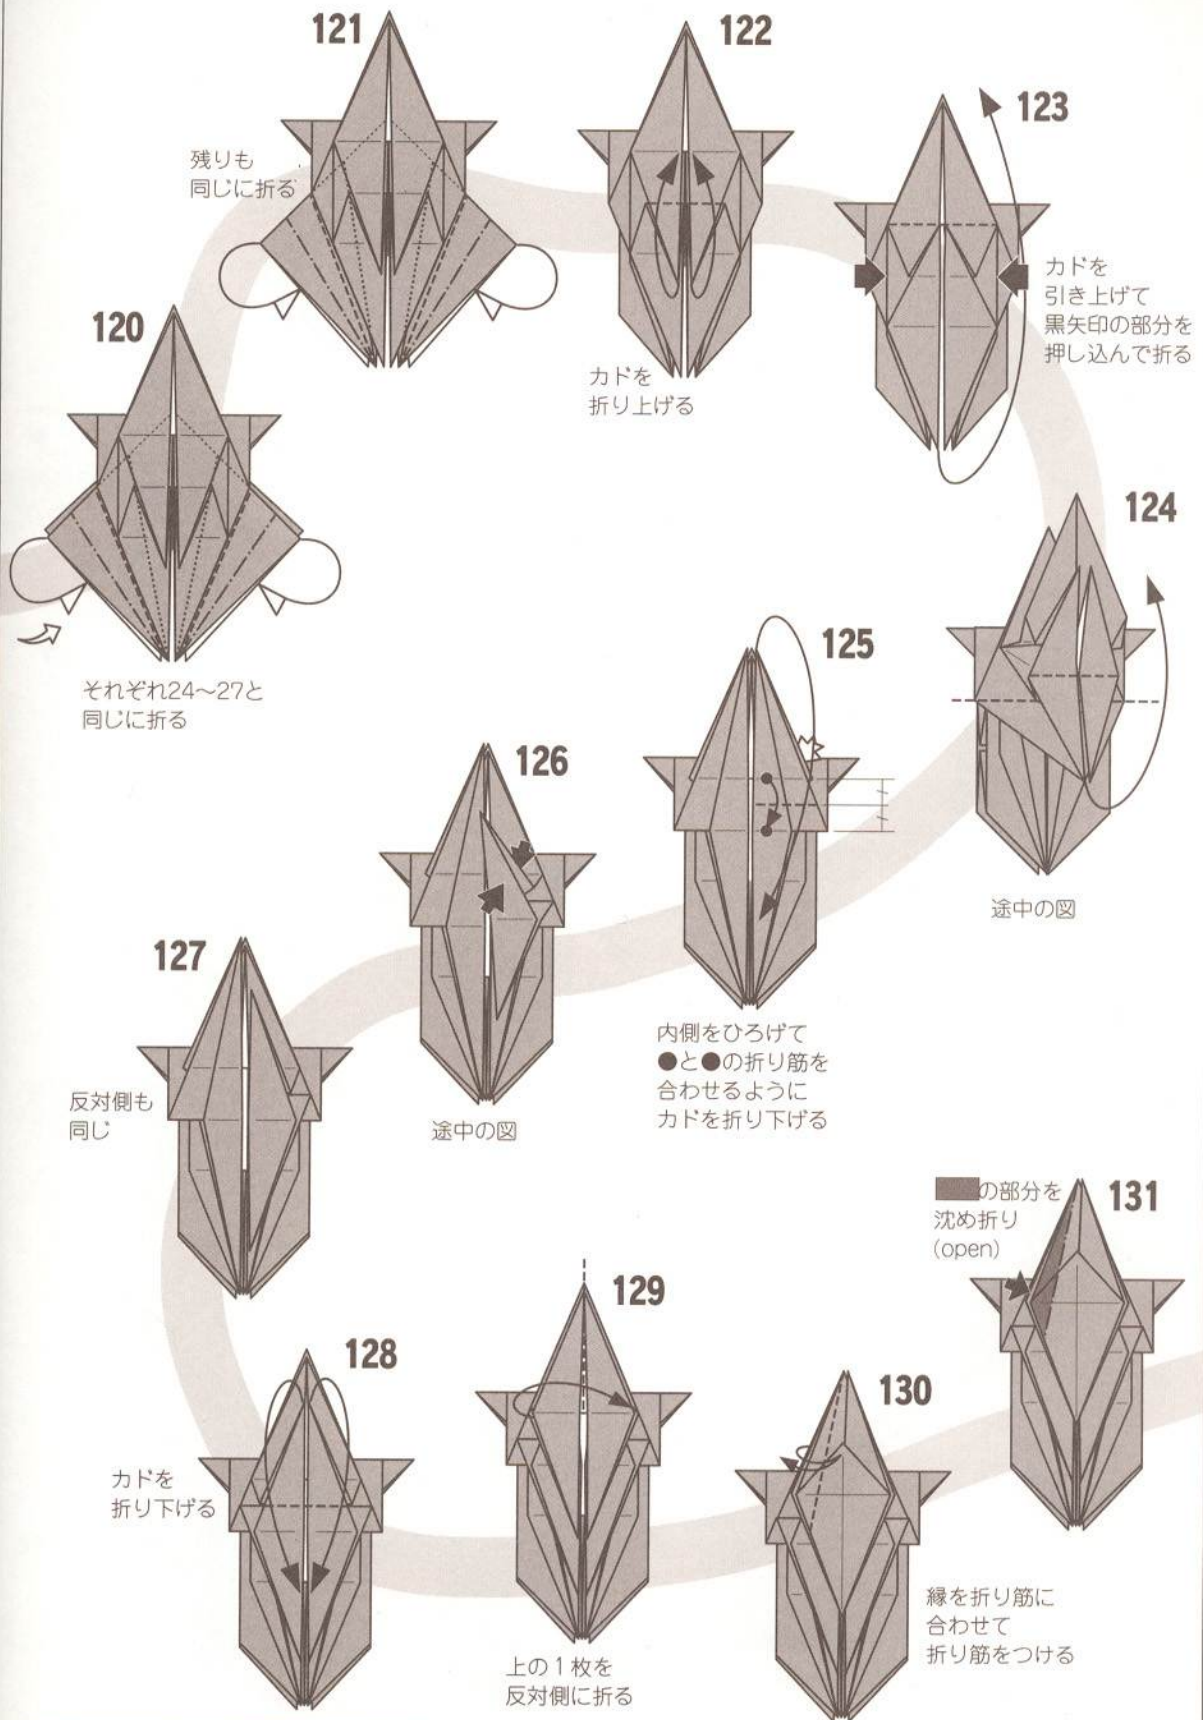 120
それぞれ24〜27と
同じに折る
121
残りも
同じに折る
122
カドを
折り上げる
123
カドを
引き上げて
黒矢印の部分を
押し込んで折る
124
途中の図
125
内側をひろげて
●と●の折り筋を
合わせるように
カドを折り下げる
126
途中の図
127
反対側も
同じ
128
カドを
折り下げる
129
上の1枚を
反対側に折る
130
縁を折り筋に
合わせて
折り筋をつける
131
■の部分を
沈め折り
(open)